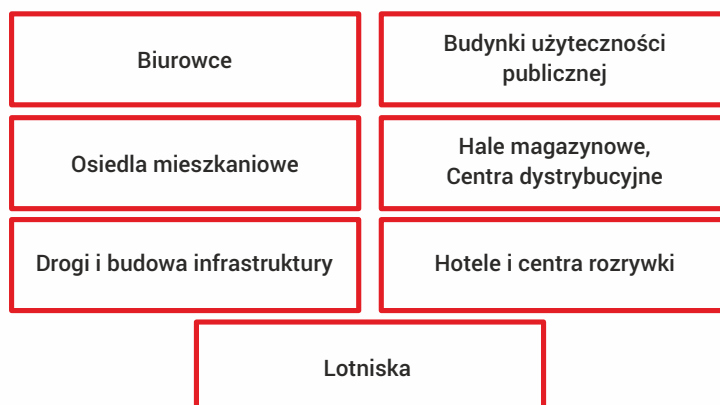 Biurowce
Budynki użyteczności
publicznej
Osiedla mieszkaniowe
Hale magazynowe,
Centra dystrybucyjne
Drogi i budowa infrastruktury
Hotele i centra rozrywki
Lotniska